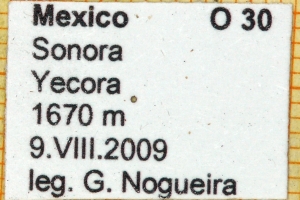 Mexico O 30
Sonora
Yecora
1670 m
9.VIII.2009
leg. G. Nogueira